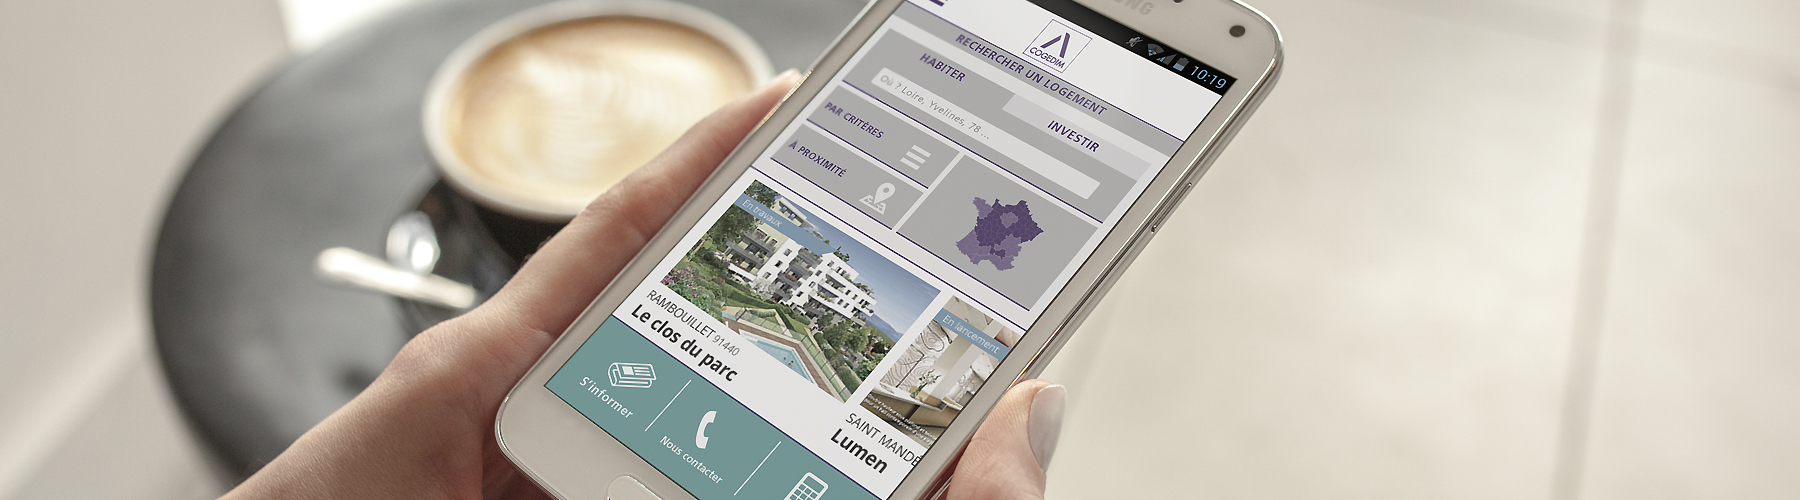 10:19
COGEDIM
RECHERCHER UN LOGEMENT
HABITER
INVESTIR
Où ? Loire, Yvelines, 78 ...
PAR CRITÈRES
À PROXIMITÉ
En travaux
RAMBOUILLET 91440
Le clos du parc
En lancement
SAINT MANDÉ
Lumen
S'informer
Nous contacter